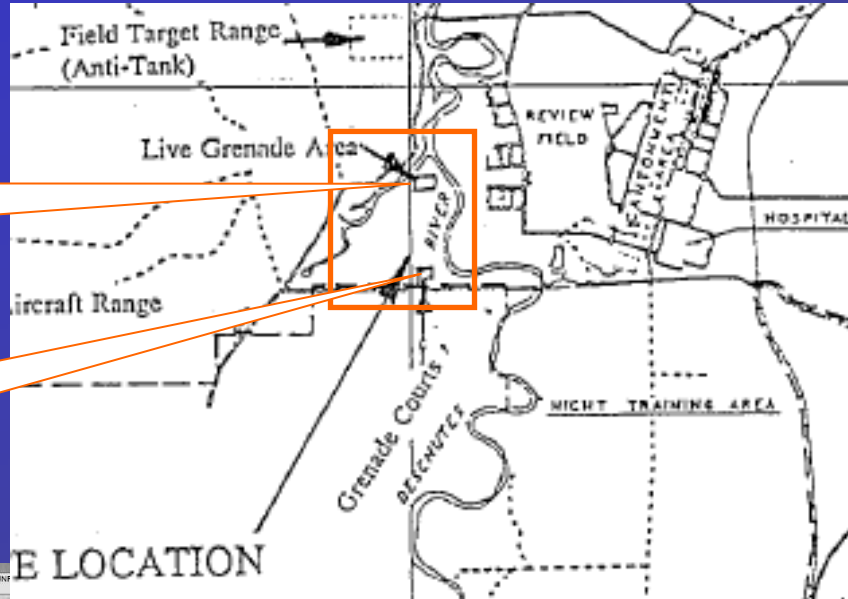 Field Target Range
(Anti-Tank)
Live Grenade Area
REVIEW
FIELD
CANTONMENT
AREA
HOSPITAL
RIVER
ircraft Range
Grenade Courts
DESCHUTES
NIGHT TRAINING AREA
E LOCATION